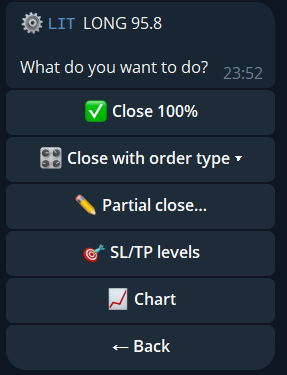 LIT LONG 95.8
What do you want to do?
23:52
Close 100%
Close with order type ▾
Partial close...
SL/TP levels
Chart
← Back